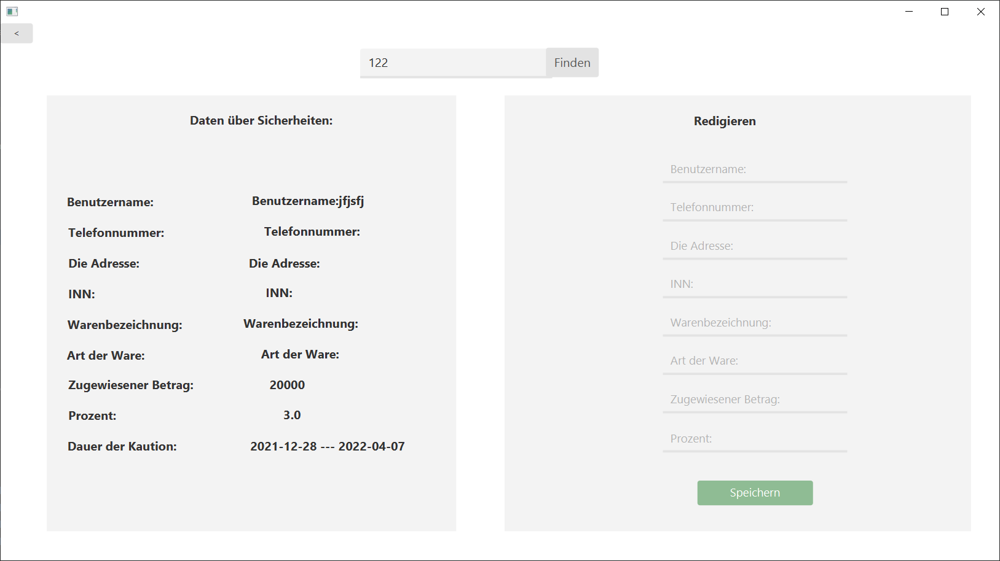 <
122
Finden
Daten über Sicherheiten:
Benutzername: Benutzername:jfjsfj
Telefonnummer: Telefonnummer:
Die Adresse: Die Adresse:
INN: INN:
Warenbezeichnung: Warenbezeichnung:
Art der Ware: Art der Ware:
Zugewiesener Betrag: 20000
Prozent: 3.0
Dauer der Kaution: 2021-12-28 --- 2022-04-07
Redigieren
Benutzername:
Telefonnummer:
Die Adresse:
INN:
Warenbezeichnung:
Art der Ware:
Zugewiesener Betrag:
Prozent:
Speichern